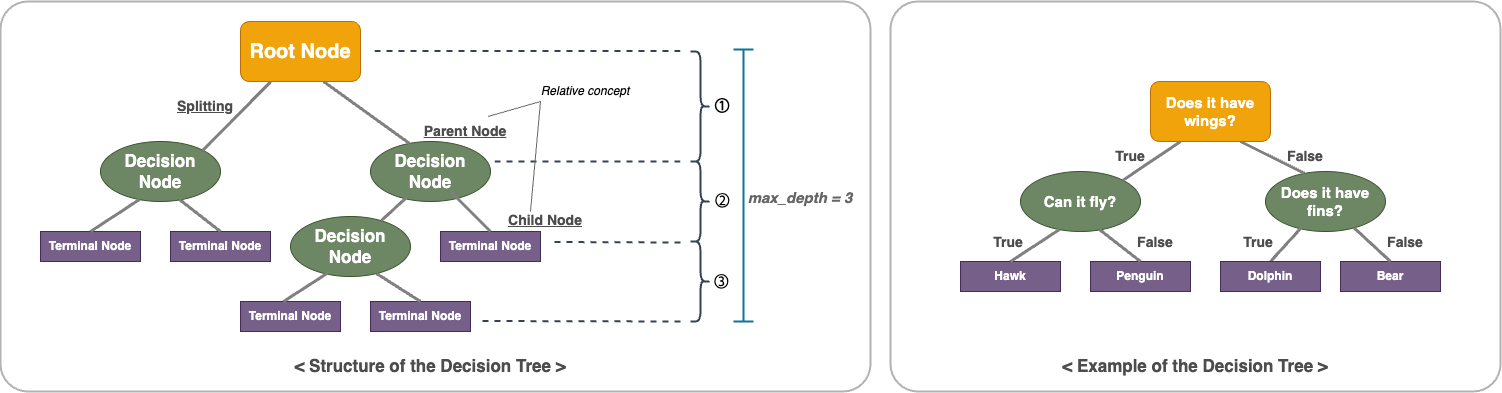 Root Node
Relative concept
Splitting
①
Parent Node
Decision
Node
Decision
Node
②
max_depth = 3
Child Node
Terminal Node
Terminal Node
Decision
Node
Terminal Node
③
Terminal Node
Terminal Node
< Structure of the Decision Tree >
Does it have
wings?
True
False
Can it fly?
Does it have
fins?
True
False
True
False
Hawk
Penguin
Dolphin
Bear
< Example of the Decision Tree >